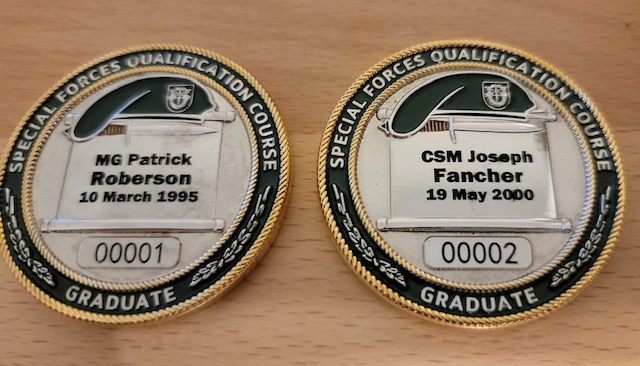 SPECIAL FORCES QUALIFICATION COURSE
MG Patrick
Roberson
10 March 1995
00001
GRADUATE
SPECIAL FORCES QUALIFICATION COURSE
CSM Joseph
Fancher
19 May 2000
00002
GRADUATE